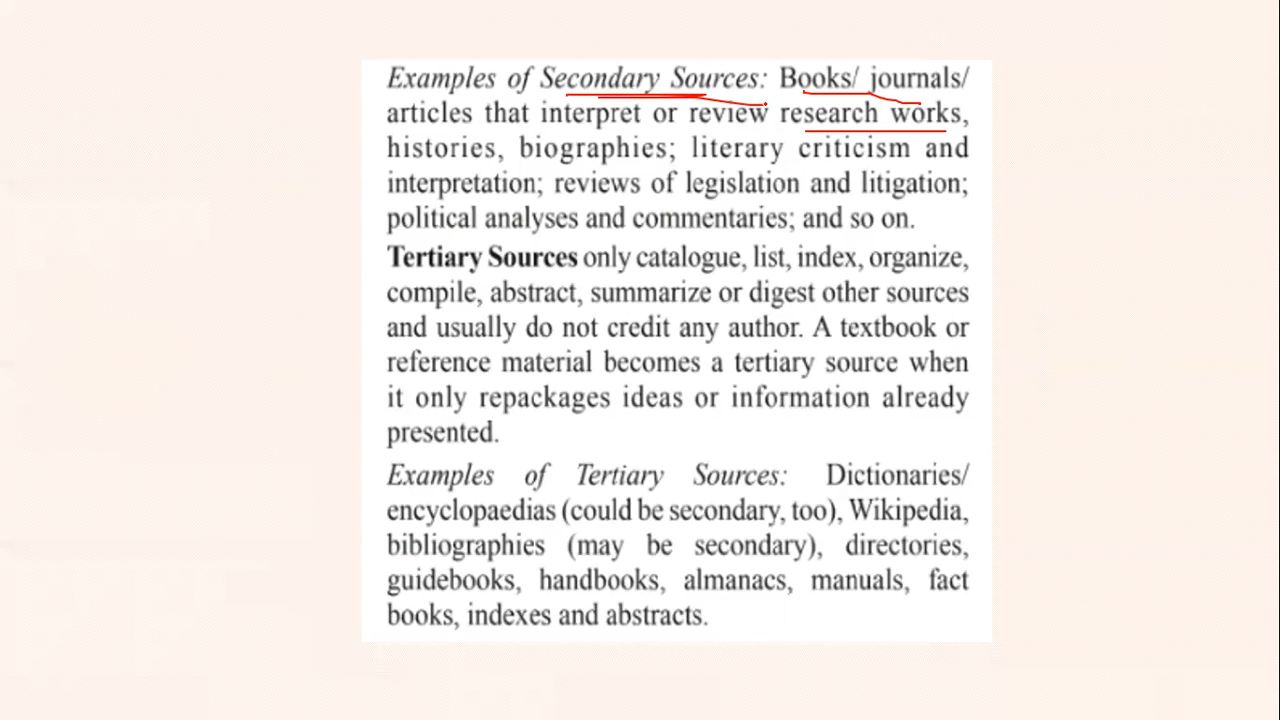 Examples of Secondary Sources: Books/ journals/
articles that interpret or review research works,
histories, biographies; literary criticism and
interpretation; reviews of legislation and litigation;
political analyses and commentaries; and so on.
Tertiary Sources only catalogue, list, index, organize,
compile, abstract, summarize or digest other sources
and usually do not credit any author. A textbook or
reference material becomes a tertiary source when
it only repackages ideas or information already
presented.
Examples of Tertiary Sources: Dictionaries/
encyclopaedias (could be secondary, too), Wikipedia,
bibliographies (may be secondary), directories,
guidebooks, handbooks, almanacs, manuals, fact
books, indexes and abstracts.